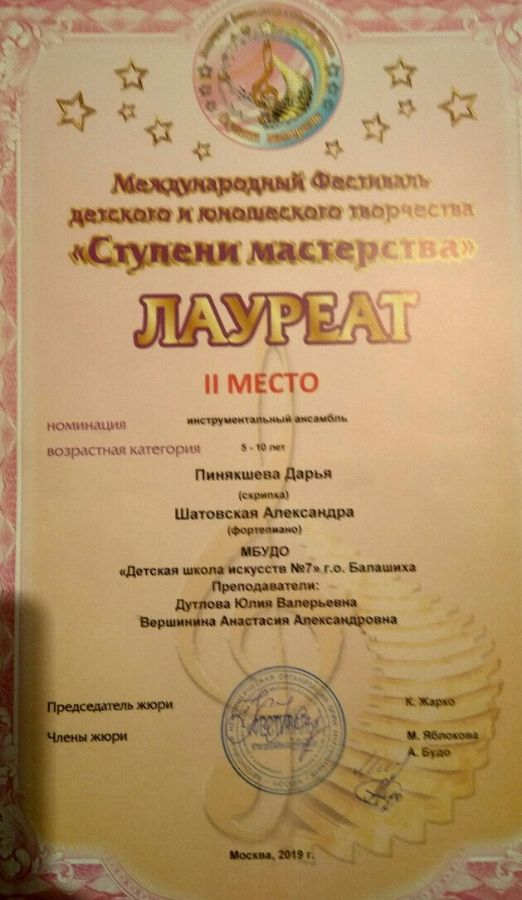 Ступени мастерства
Международный Фестиваль
детского и юношеского творчества
«Ступени мастерства»
ЛАУРЕАТ
II МЕСТО
номинация инструментальный ансамбль
возрастная категория 5 - 10 лет
Пинякшева Дарья
(скрипка)
Шатовская Александра
(фортепиано)
МБУДО
«Детская школа искусств №7» г.о. Балашиха
Преподаватели:
Дутлова Юлия Валерьевна
Вершинина Анастасия Александровна
Председатель жюри К. Жарко
Члены жюри М. Яблокова
А. Будо
Москва, 2019 г.